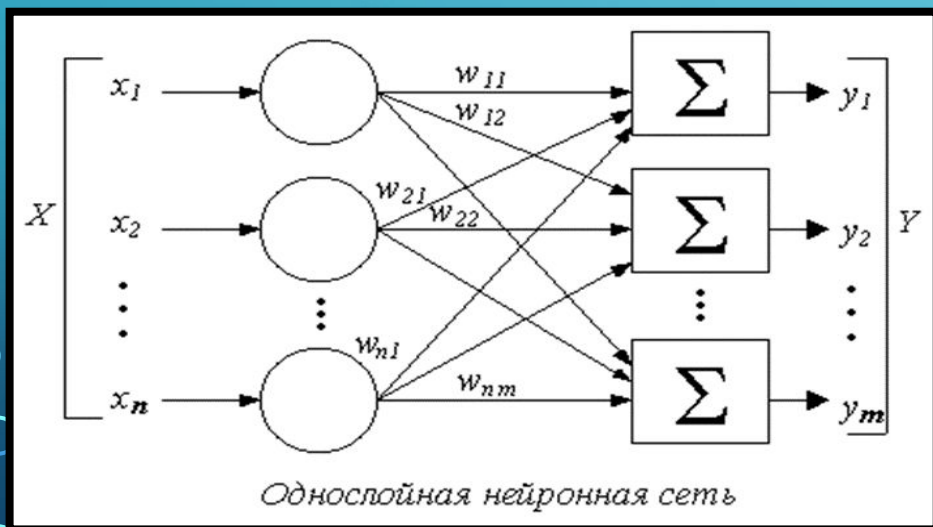 x1 w11 Σ y1
w12
X x2 w21 w22 Σ y2 Y
wn1
xn wnm Σ ym
Однослойная нейронная сеть